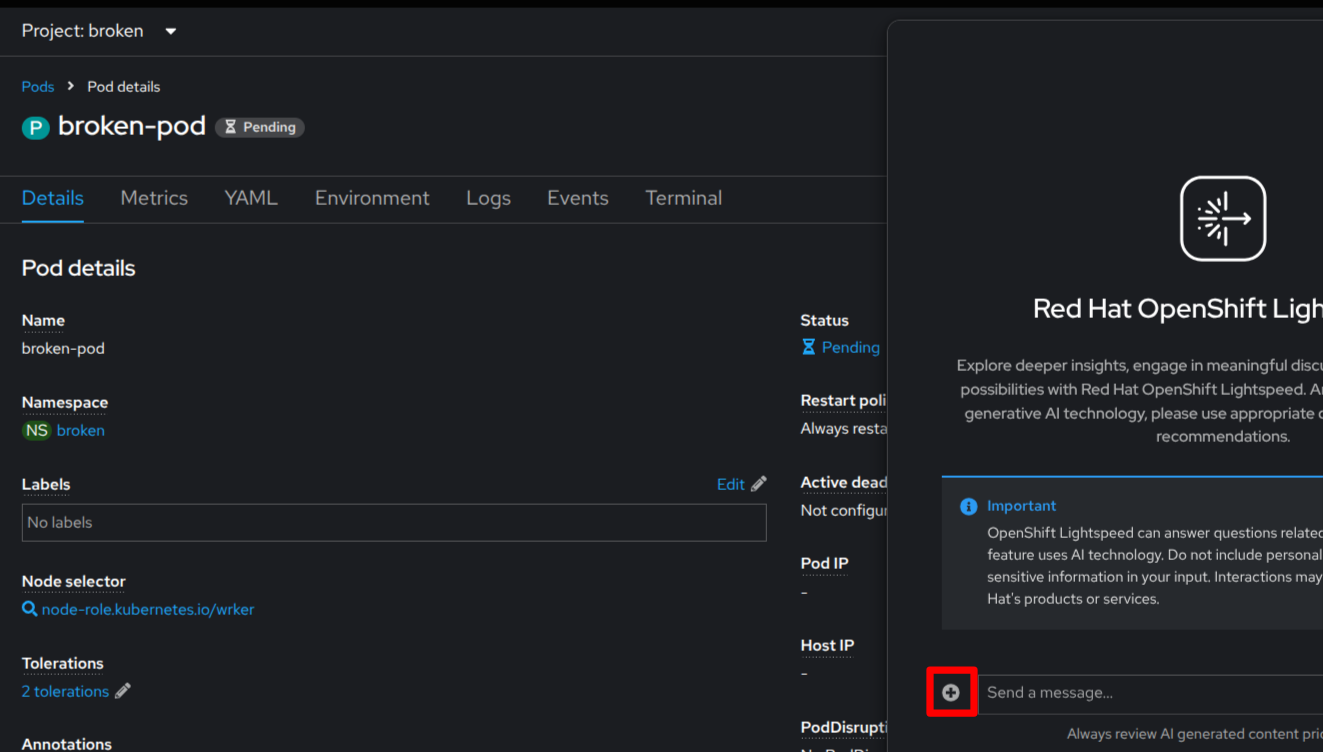 Project: broken
Pods > Pod details
P broken-pod Pending
Details Metrics YAML Environment Logs Events Terminal
Pod details
Name
broken-pod
Namespace
NS broken
Labels
Edit
No labels
Node selector
node-role.kubernetes.io/wrker
Tolerations
2 tolerations
Annotations
Status
Pending
Restart poli
Always resta
Active dead
Not configu
Pod IP
-
Host IP
-
PodDisrupti
Red Hat OpenShift Ligh
Explore deeper insights, engage in meaningful disc
possibilities with Red Hat OpenShift Lightspeed. A
generative AI technology, please use appropriate
recommendations.
Important
OpenShift Lightspeed can answer questions related
feature uses AI technology. Do not include personal
sensitive information in your input. Interactions may
Hat's products or services.
Send a message...
Always review AI generated content pri